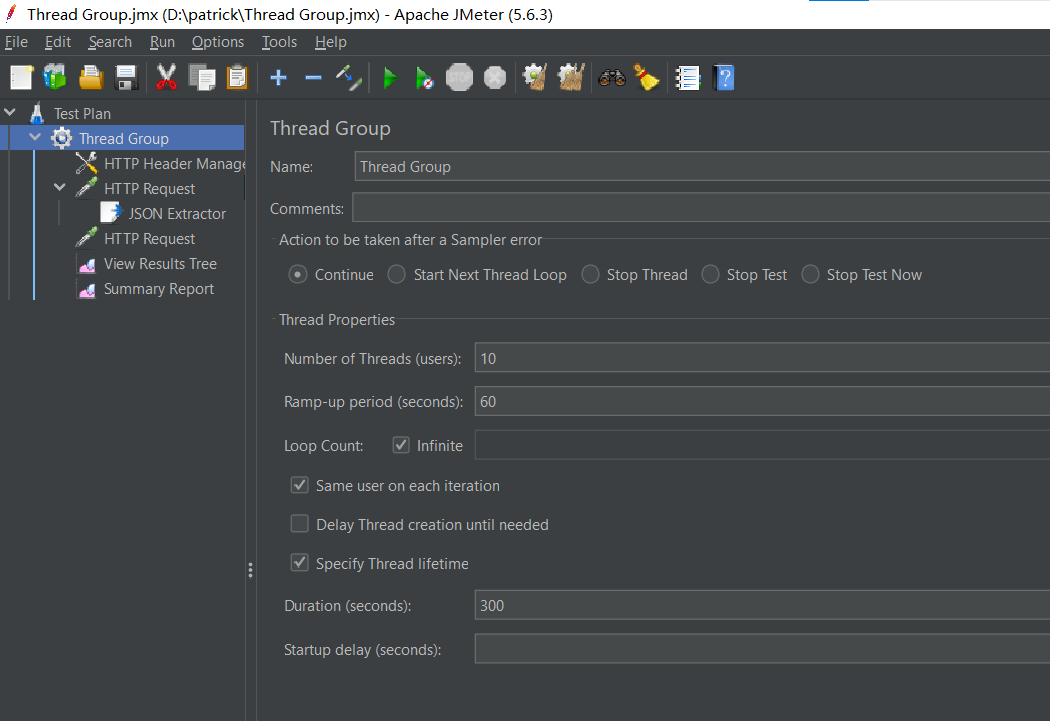 Thread Group.jmx (D:\patrick\Thread Group.jmx) - Apache JMeter (5.6.3)
File Edit Search Run Options Tools Help
STOP
Test Plan
Thread Group
HTTP Header Manage
HTTP Request
JSON Extractor
HTTP Request
View Results Tree
Summary Report
Thread Group
Name: Thread Group
Comments:
Action to be taken after a Sampler error
Continue Start Next Thread Loop Stop Thread Stop Test Stop Test Now
Thread Properties
Number of Threads (users): 10
Ramp-up period (seconds): 60
Loop Count: Infinite
Same user on each iteration
Delay Thread creation until needed
Specify Thread lifetime
Duration (seconds): 300
Startup delay (seconds):